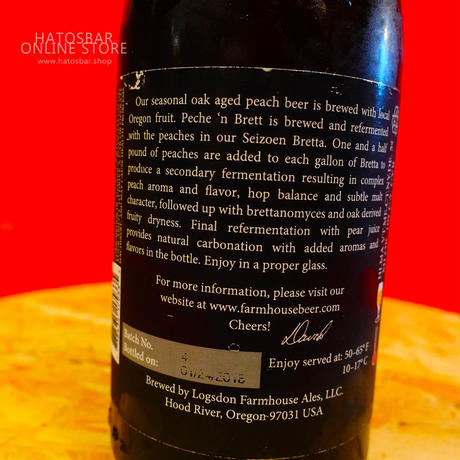 HATOSBAR
ONLINE STORE
www.hatosbar.shop
Our seasonal oak aged peach beer is brewed with local
Oregon fruit. Peche ‘n Brett is brewed and refermented
with the peaches in our Seizoen Bretta. One and a half
pound of peaches are added to each gallon of Bretta to
produce a secondary fermentation resulting in complex
peach aroma and flavor, hop balance and subtle malt
character, followed up with brettanomyces and oak derived
fruity dryness. Final refermentation with pear juice
provides natural carbonation with added aromas and
flavors in the bottle. Enjoy in a proper glass.
For more information, please visit our
website at www.farmhousebeer.com
Cheers!
Batch No. 4
Bottled on: 01/24/2018
Enjoy served at: 50-65° F
10-17° C
Brewed by Logsdon Farmhouse Ales, LLC.
Hood River, Oregon 97031 USA